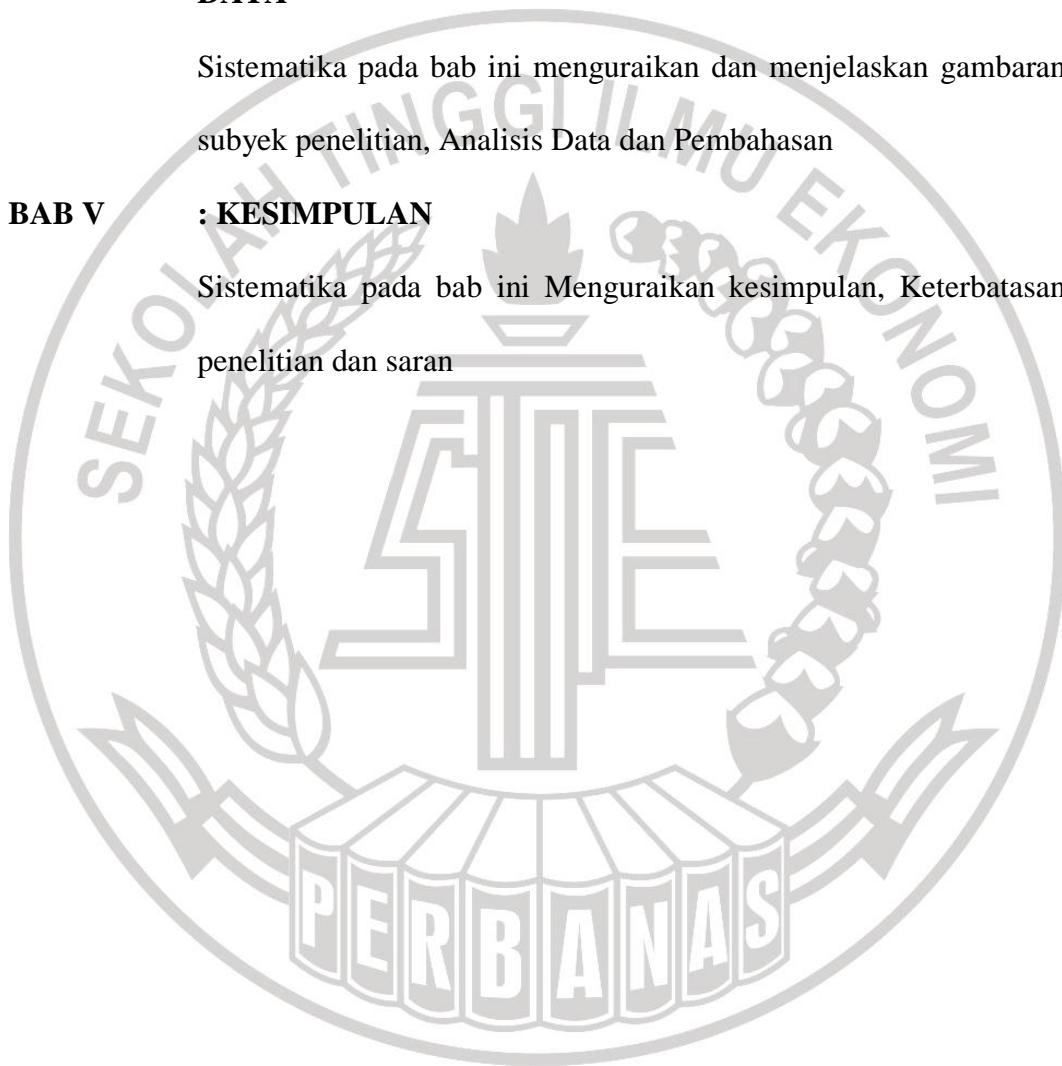 Sistematika pada bab ini menguraikan dan menjelaskan gambaran
subyek penelitian, Analisis Data dan Pembahasan
BAB V : KESIMPULAN
Sistematika pada bab ini Menguraikan kesimpulan, Keterbatasan
penelitian dan saran
SEKOLAH TINGGI ILMU EKONOMI
STIE
PERBANAS